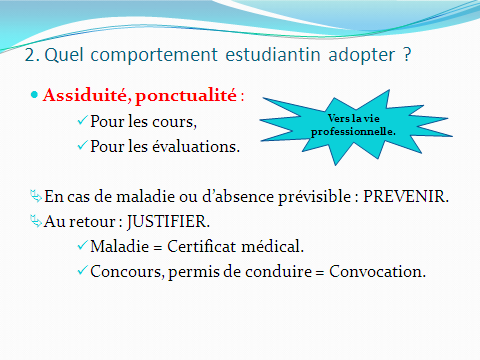 2. Quel comportement estudiantin adopter ?
Assiduité, ponctualité :
Pour les cours,
Pour les évaluations.
Vers la vie
professionnelle.
En cas de maladie ou d’absence prévisible : PREVENIR.
Au retour : JUSTIFIER.
Maladie = Certificat médical.
Concours, permis de conduire = Convocation.